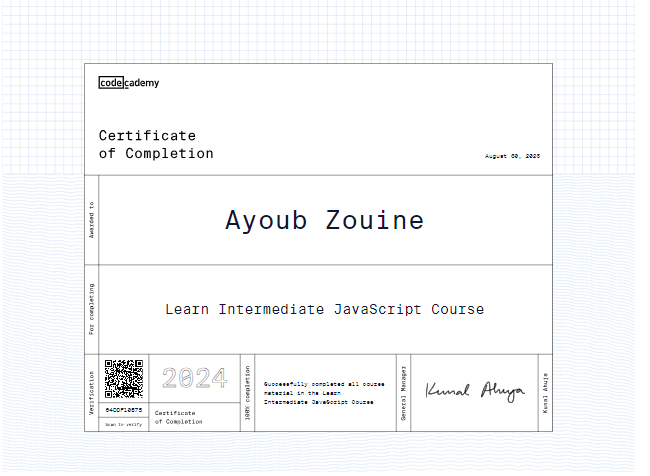 codecademy
Certificate
of Completion
August 60, 2025
Awarded to
Ayoub Zouine
For completing
Learn Intermediate JavaScript Course
Verification
64DDF10575
Scan to verify
2024
Certificate
of Completion
100% completion
Successfully completed all course
material in the Learn
Intermediate JavaScript Course
General Manager
Kunal Ahuja
Kunal Ahuja